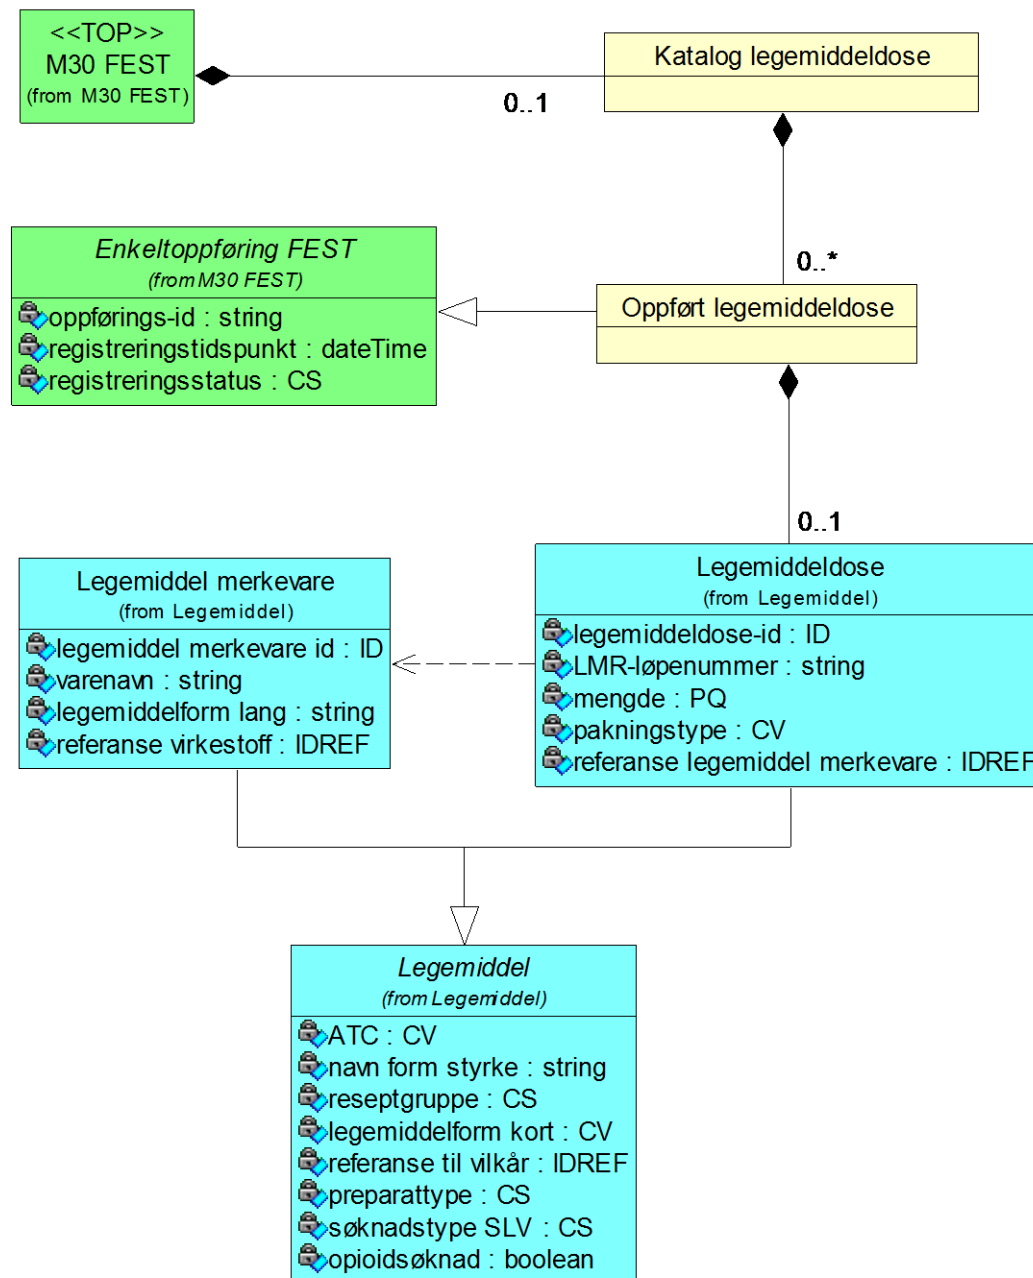 <<TOP>>
M30 FEST
(from M30 FEST)
Katalog legemiddeldose
0..1
Enkeltoppføring FEST
(from M30 FEST)
oppførings-id : string
registreringstidspunkt : dateTime
registreringsstatus : CS
0..*
Oppført legemiddeldose
0..1
Legemiddel merkevare
(from Legemiddel)
legemiddel merkevare id : ID
varenavn : string
legemiddelform lang : string
referanse virkestoff : IDREF
Legemiddeldose
(from Legemiddel)
legemiddeldose-id : ID
LMR-løpenummer : string
mengde : PQ
pakningstype : CV
referanse legemiddel merkevare : IDREF
Legemiddel
(from Legemiddel)
ATC : CV
navn form styrke : string
reseptgruppe : CS
legemiddelform kort : CV
referanse til vilkår : IDREF
preparattype : CS
søknadstype SLV : CS
opioidsøknad : boolean